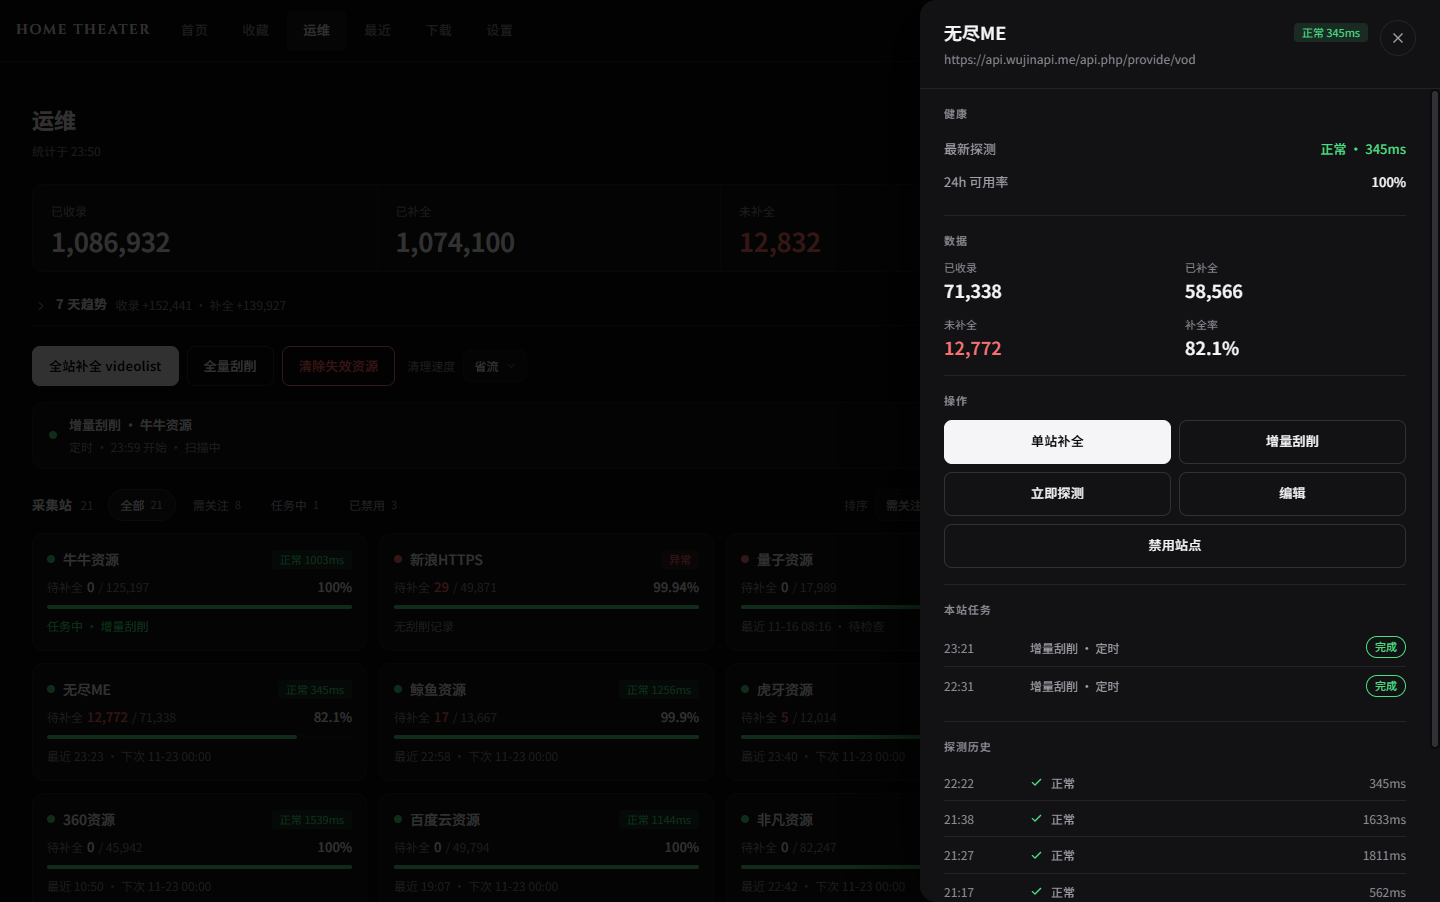 HOME THEATER 首页 收藏 运维 最近 下载 设置
运维
统计于 23:50
已收录 已补全 未补全
1,086,932 1,074,100 12,832
7 天趋势 收录 +152,441 · 补全 +139,927
全站补全 videolist 全量刮削 清除失效资源 清理速度 省流
增量刮削 · 牛牛资源
定时 · 23:59 开始 · 扫描中
采集站 21 全部 21 需关注 8 任务中 1 已禁用 3 排序 需关注
牛牛资源 正常 1003ms
待补全 0 / 125,197 100%
任务中 · 增量刮削
新浪HTTPS 异常
待补全 29 / 49,871 99.94%
无刮削记录
量子资源
待补全 0 / 17,989
最近 11-16 08:16 · 待检查
无尽ME 正常 345ms
待补全 12,772 / 71,338 82.1%
最近 23:23 · 下次 11-23 00:00
鲸鱼资源 正常 1256ms
待补全 17 / 13,667 99.9%
最近 22:58 · 下次 11-23 00:00
虎牙资源
待补全 5 / 12,014
最近 23:40 · 下次 11-23 00:00
360资源 正常 1539ms
待补全 0 / 45,942 100%
最近 10:50 · 下次 11-23 00:00
百度云资源 正常 1144ms
待补全 0 / 49,794 100%
最近 19:07 · 下次 11-23 00:00
非凡资源
待补全 0 / 82,247
最近 22:42 · 下次 11-23 00:00
无尽ME 正常 345ms
https://api.wujinapi.me/api.php/provide/vod
健康
最新探测 正常 · 345ms
24h 可用率 100%
数据
已收录 已补全
71,338 58,566
未补全 补全率
12,772 82.1%
操作
单站补全 增量刮削
立即探测 编辑
禁用站点
本站任务
23:21 增量刮削 · 定时 完成
22:31 增量刮削 · 定时 完成
探测历史
22:22 正常 345ms
21:38 正常 1633ms
21:27 正常 1811ms
21:17 正常 562ms